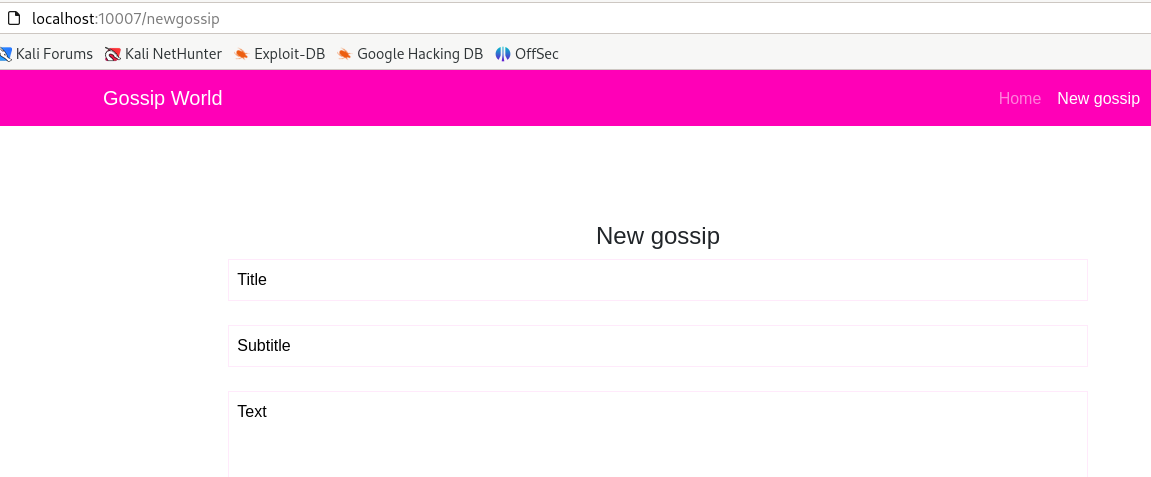 localhost:10007/newgossip
Kali Forums Kali NetHunter Exploit-DB Google Hacking DB OffSec
Gossip World Home New gossip
New gossip
Title
Subtitle
Text